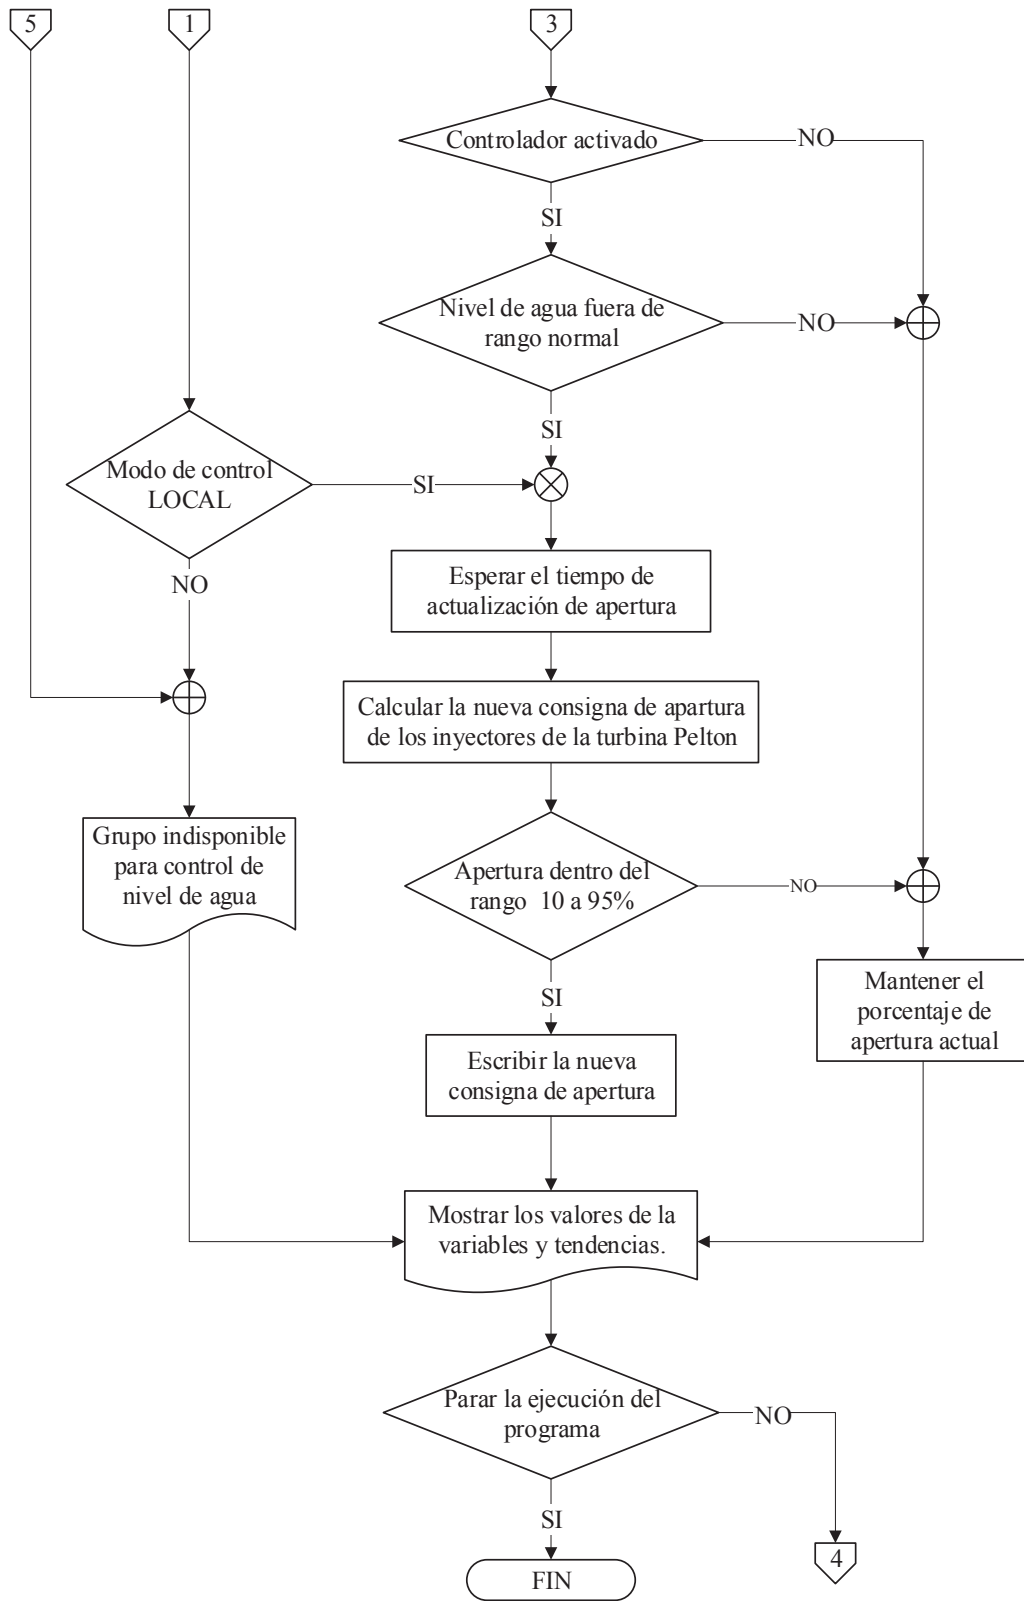 5
1
3
Controlador activado
NO
SI
Nivel de agua fuera de
rango normal
NO
SI
Modo de control
LOCAL
SI
NO
Esperar el tiempo de
actualización de apertura
Calcular la nueva consigna de apartura
de los inyectores de la turbina Pelton
Grupo indisponible
para control de
nivel de agua
Apertura dentro del
rango 10 a 95%
NO
SI
Mantener el
porcentaje de
apertura actual
Escribir la nueva
consigna de apertura
Mostrar los valores de la
variables y tendencias.
Parar la ejecución del
programa
NO
SI
4
FIN